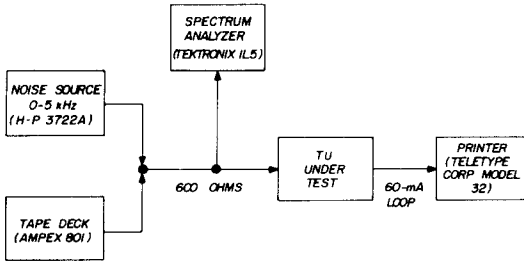 SPECTRUM
ANALYZER
(TEKTRONIX IL5)
NOISE SOURCE
0-5 kHz
(H-P 3722A)
600 OHMS
TU
UNDER
TEST
60-mA
LOOP
PRINTER
(TELETYPE
CORP MODEL
32)
TAPE DECK
(AMPEX 801)